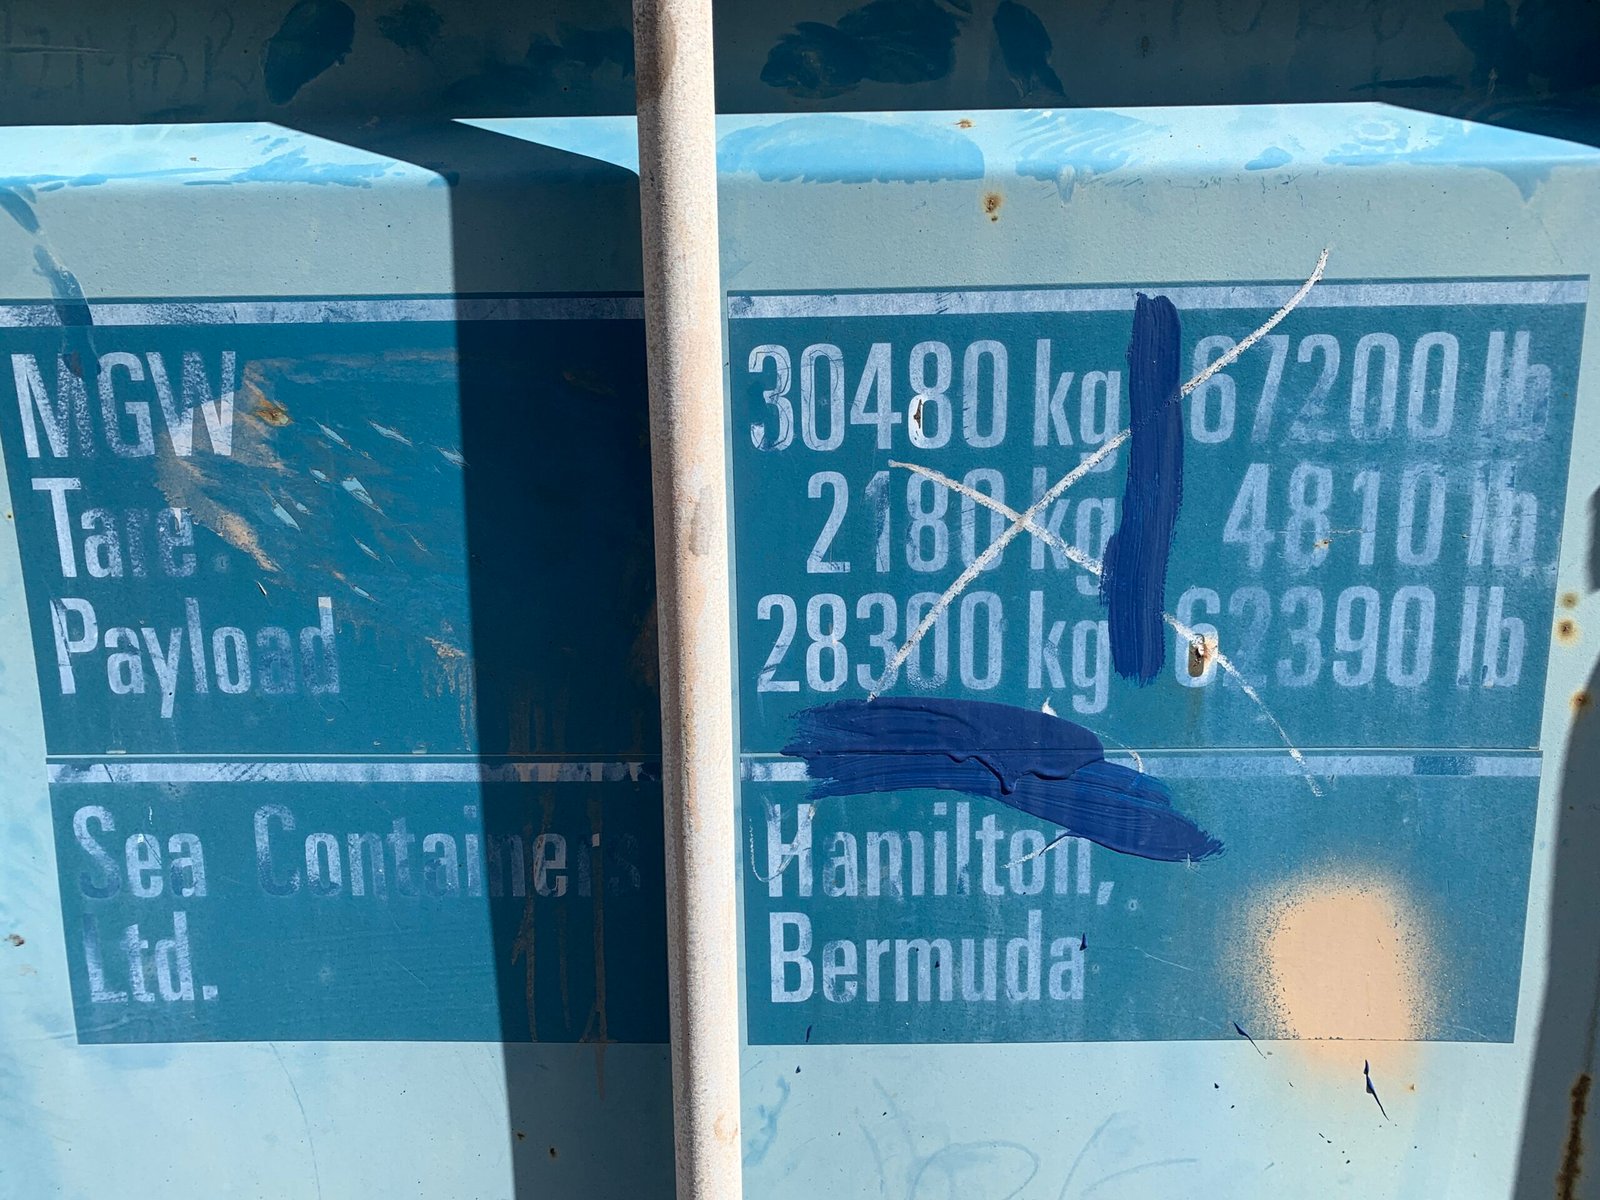 MGW 30480 kg 67200 lb
Tare 2180 kg 4810 lb
Payload 28300 kg 62390 lb
Sea Containers Hamilton,
Ltd. Bermuda